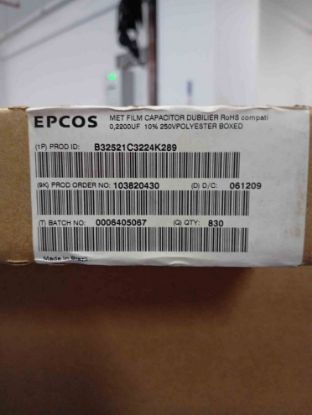 EPCOS
MET FILM CAPACITOR DUBILIER RoHS compati
0,2200UF 10% 250VPOLYESTER BOXED
(1P) PROD ID: B32521C3224K289
(9K) PROD ORDER NO: 103820430 (D) D/C: 061209
(T) BATCH NO: 0006405067 (Q) QTY: 830
Made in Brazil